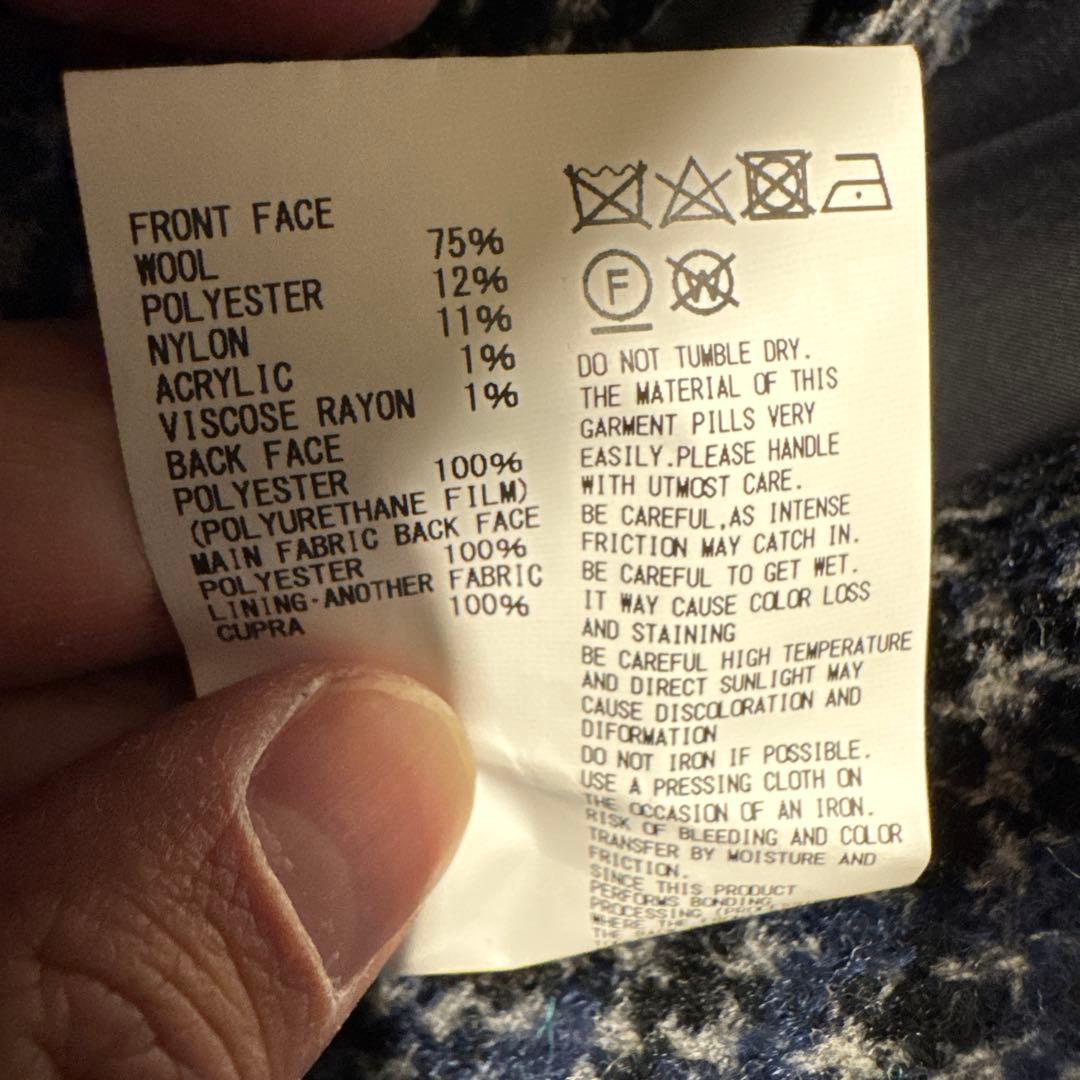 FRONT FACE
WOOL 75%
POLYESTER 12%
NYLON 11%
ACRYLIC 1%
VISCOSE RAYON 1%
BACK FACE
POLYESTER 100%
(POLYURETHANE FILM)
MAIN FABRIC BACK FACE
POLYESTER 100%
LINING·ANOTHER FABRIC
CUPRA 100%
F W
DO NOT TUMBLE DRY.
THE MATERIAL OF THIS
GARMENT PILLS VERY
EASILY.PLEASE HANDLE
WITH UTMOST CARE.
BE CAREFUL,AS INTENSE
FRICTION MAY CATCH IN.
BE CAREFUL TO GET WET.
IT WAY CAUSE COLOR LOSS
AND STAINING
BE CAREFUL HIGH TEMPERATURE
AND DIRECT SUNLIGHT MAY
CAUSE DISCOLORATION AND
DIFORMATION
DO NOT IRON IF POSSIBLE.
USE A PRESSING CLOTH ON
THE OCCASION OF AN IRON.
RISK OF BLEEDING AND COLOR
TRANSFER BY MOISTURE AND
FRICTION.
SINCE THIS PRODUCT
PERFORMS BONDING
PROCESSING,
WHERE THE
THE